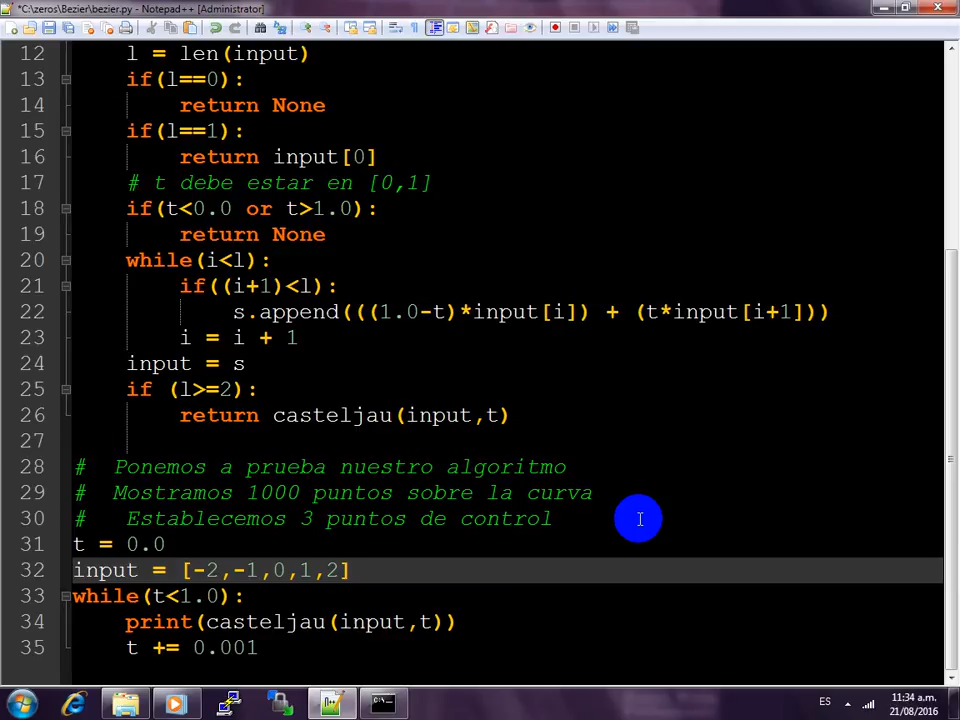 *C:\zeros\Bezier\bezier.py - Notepad++ [Administrator]
12 l = len(input)
13 if(l==0):
14 return None
15 if(l==1):
16 return input[0]
17 # t debe estar en [0,1]
18 if(t<0.0 or t>1.0):
19 return None
20 while(i<l):
21 if((i+1)<l):
22 s.append(((1.0-t)*input[i]) + (t*input[i+1]))
23 i = i + 1
24 input = s
25 if (l>=2):
26 return casteljau(input,t)
27
28 # Ponemos a prueba nuestro algoritmo
29 # Mostramos 1000 puntos sobre la curva
30 # Establecemos 3 puntos de control
31 t = 0.0
32 input = [-2,-1,0,1,2]
33 while(t<1.0):
34 print(casteljau(input,t))
35 t += 0.001
ES
11:34 a.m.
21/08/2016